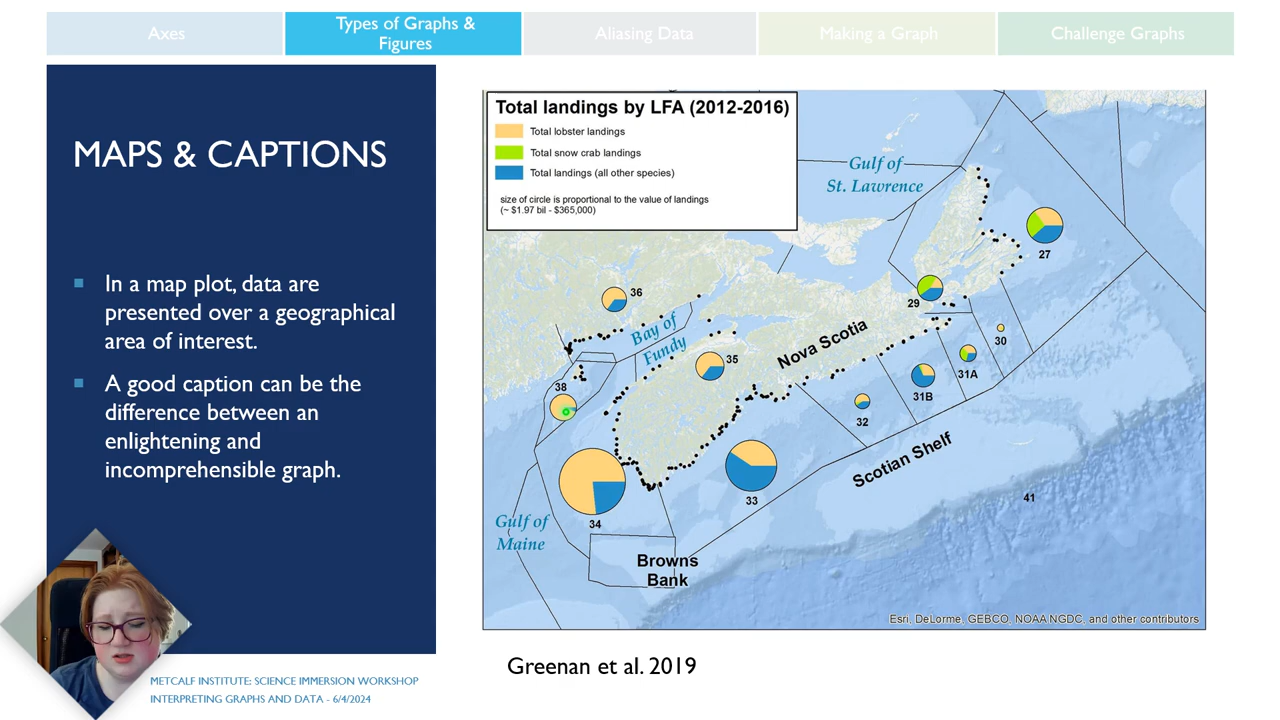 Axes
Types of Graphs &
Figures
Aliasing Data
Making a Graph
Challenge Graphs
MAPS & CAPTIONS
In a map plot, data are
presented over a geographical
area of interest.
A good caption can be the
difference between an
enlightening and
incomprehensible graph.
METCALF INSTITUTE: SCIENCE IMMERSION WORKSHOP
INTERPRETING GRAPHS AND DATA - 6/4/2024
Total landings by LFA (2012-2016)
Total lobster landings
Total snow crab landings
Total landings (all other species)
size of circle is proportional to the value of landings
(~ $1.97 bil - $365,000)
Gulf of
St. Lawrence
27
29
36
Bay of
Fundy
Nova Scotia
30
35
31A
38
31B
32
Scotian Shelf
33
41
34
Gulf of
Maine
Browns
Bank
Esri, DeLorme, GEBCO, NOAA NGDC, and other contributors
Greenan et al. 2019